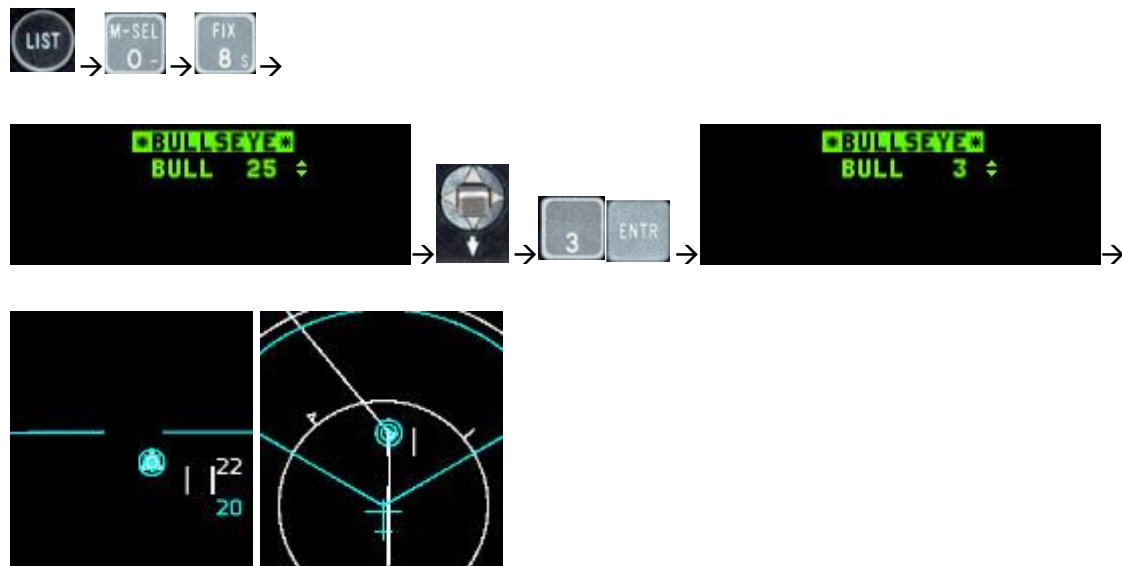 LIST
M-SEL
0 -
FIX
8 S
*BULLSEYE*
BULL 25
3
ENTR
*BULLSEYE*
BULL 3
22
20